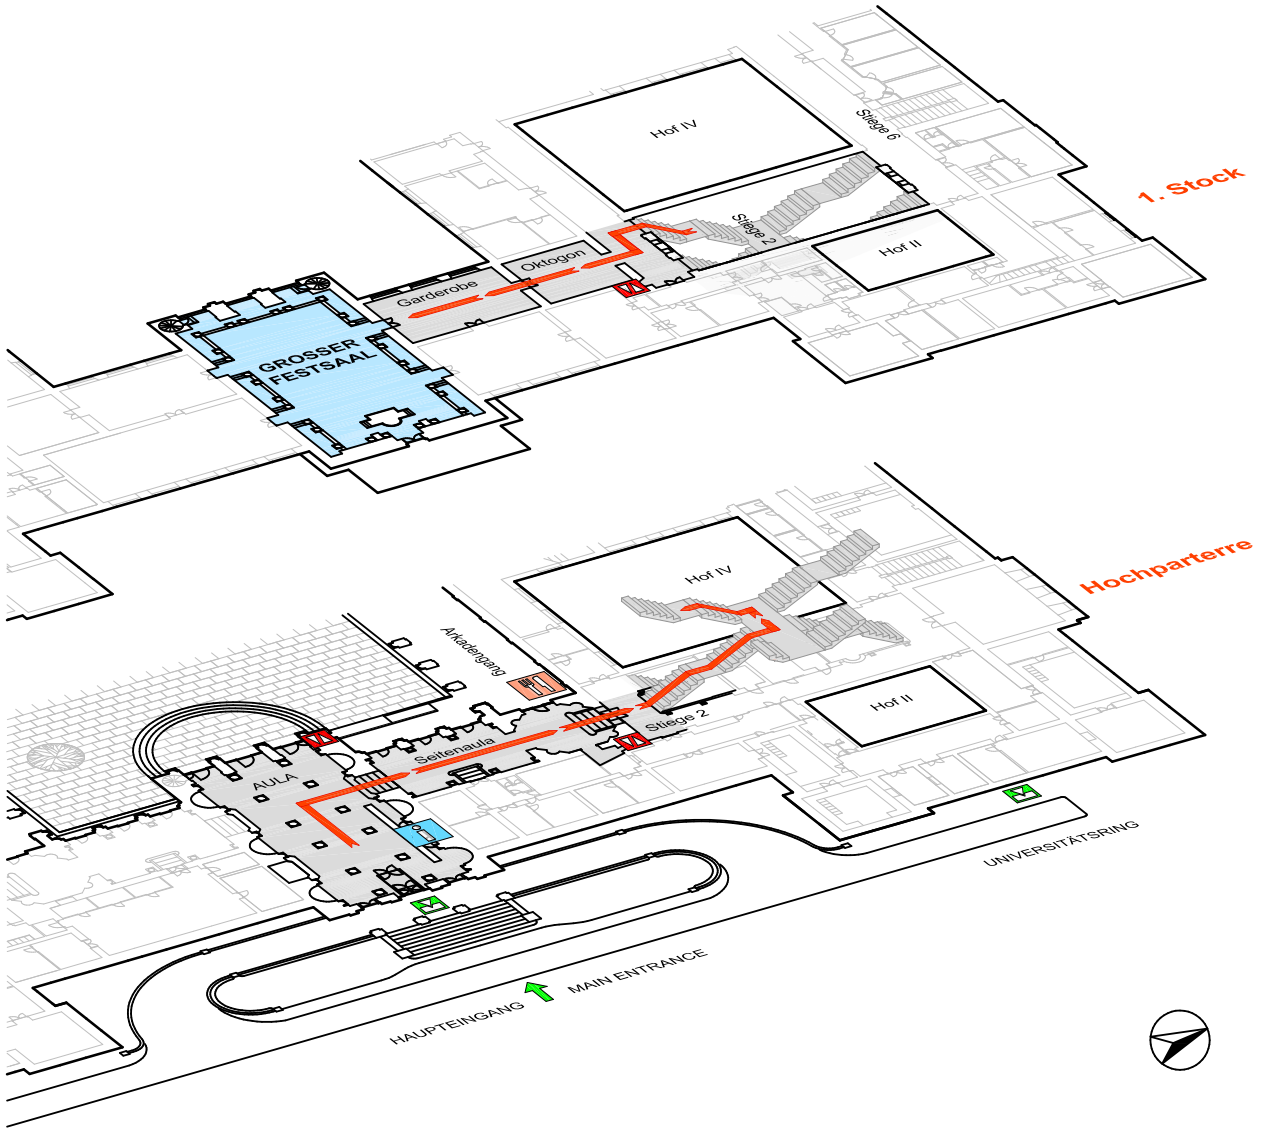 Hof IV
Stiege 6
1. Stock
Stiege 2
Hof II
Oktogon
Garderobe
GROSSER
FESTSAAL
Hochparterre
Hof IV
Arkadengang
Hof II
Stiege 2
Seitenaula
AULA
i
UNIVERSITÄTSRING
HAUPTEINGANG
MAIN ENTRANCE